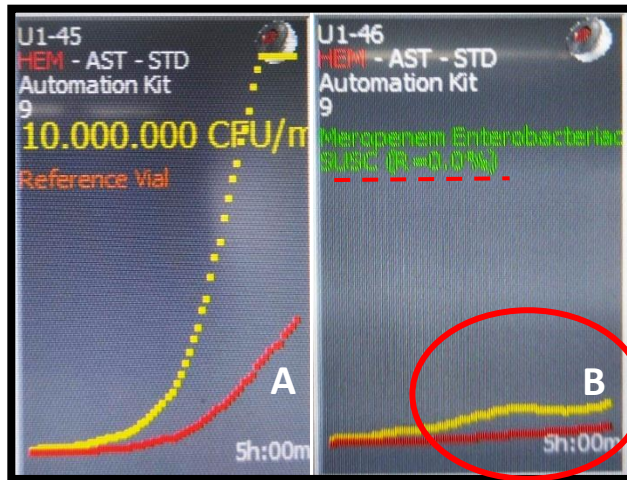 U1-45
HEM - AST - STD
Automation Kit
9
10.000.000 CFU/m
Reference Vial
A
5h:00m
U1-46
HEM - AST - STD
Automation Kit
9
Meropenem Enterobacteriac
SUSC (R=0.0%)
B
5h:00m